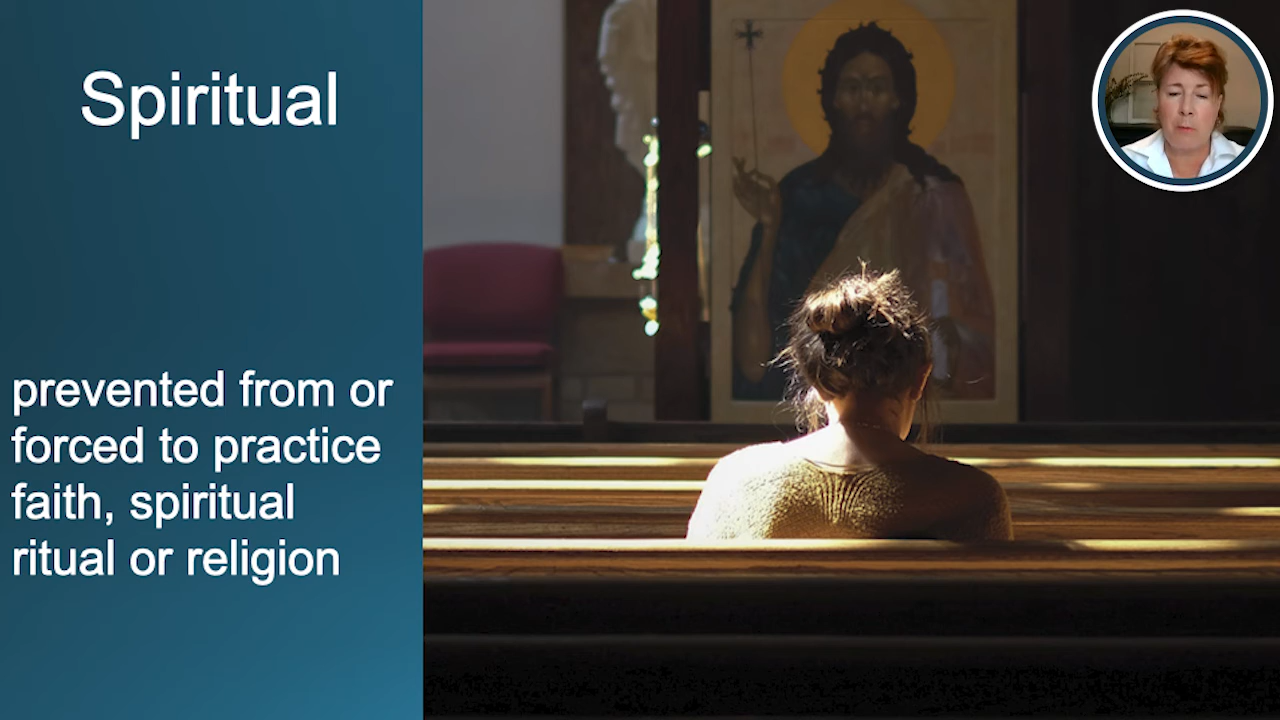 Spiritual
prevented from or
forced to practice
faith, spiritual
ritual or religion